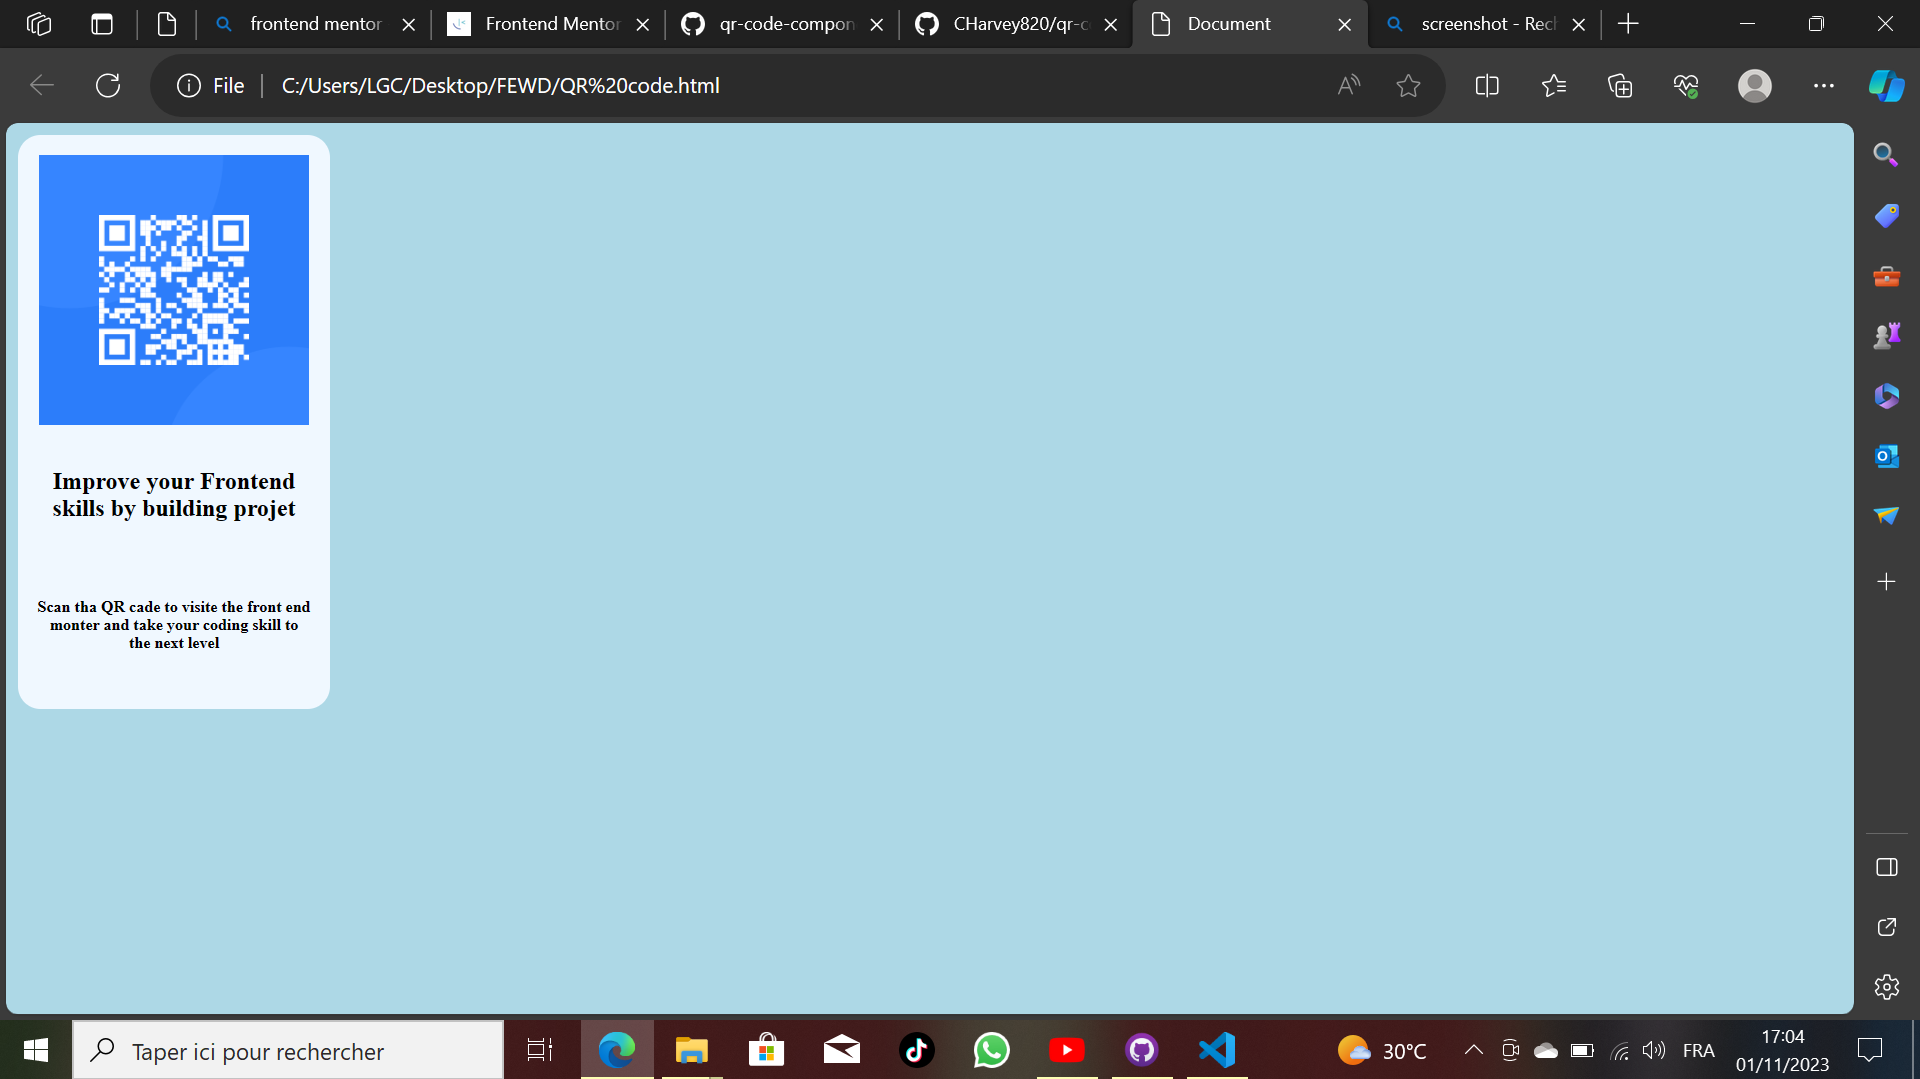 frontend mentor
Frontend Mentor
qr-code-compon
CHarvey820/qr-c
Document
screenshot - Rech
File
C:/Users/LGC/Desktop/FEWD/QR%20code.html
Improve your Frontend
skills by building projet
Scan tha QR cade to visite the front end
monter and take your coding skill to
the next level
Taper ici pour rechercher
30°C
FRA
17:04
01/11/2023